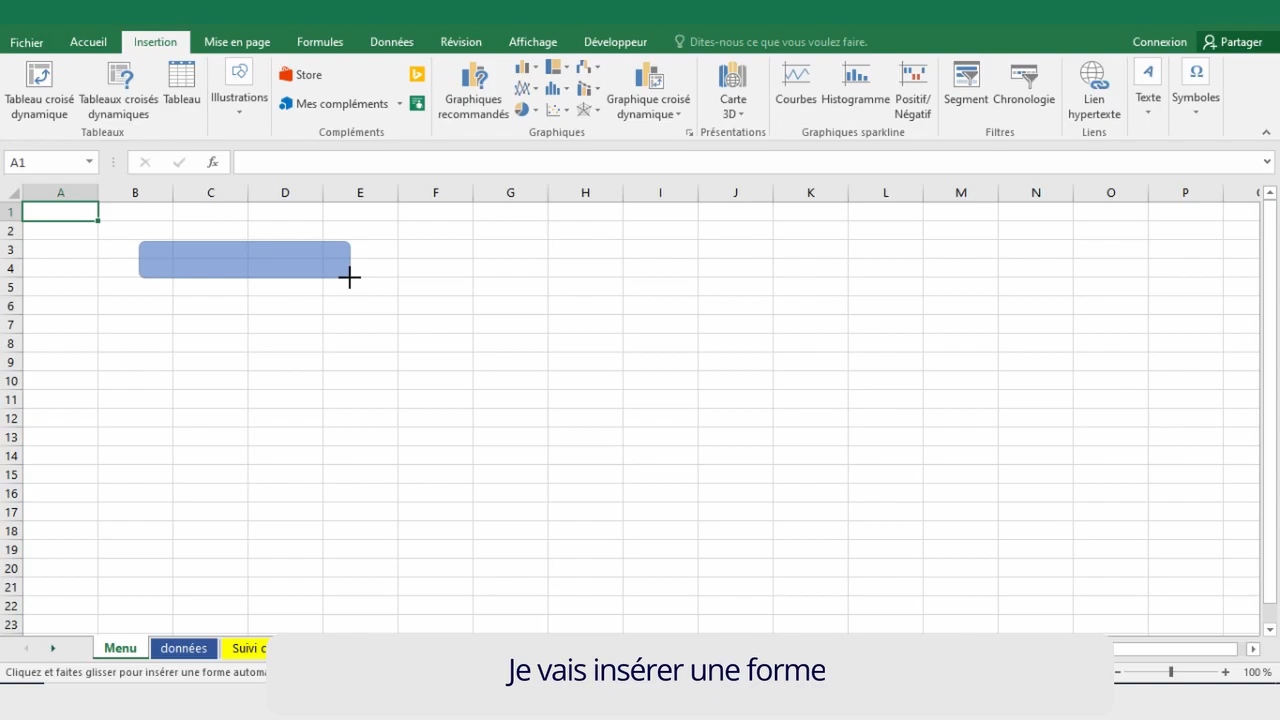 Fichier Accueil Insertion Mise en page Formules Données Révision Affichage Développeur Dites-nous ce que vous voulez faire. Connexion Partager
Tableau croisé dynamique
Tableaux croisés dynamiques
Tableau
Tableaux
Illustrations
Store
Mes compléments
Compléments
Graphiques recommandés
Graphique croisé dynamique
Graphiques
Carte 3D
Présentations
Courbes Histogramme Positif/Négatif
Graphiques sparkline
Segment Chronologie
Filtres
Lien hypertexte
Liens
Texte
Symboles
A1 fx
A B C D E F G H I J K L M N O P
1
2
3
4
5
6
7
8
9
10
11
12
13
14
15
16
17
18
19
20
21
22
23
Menu données Suivi c
Cliquez et faites glisser pour insérer une forme automa 100 %
Je vais insérer une forme